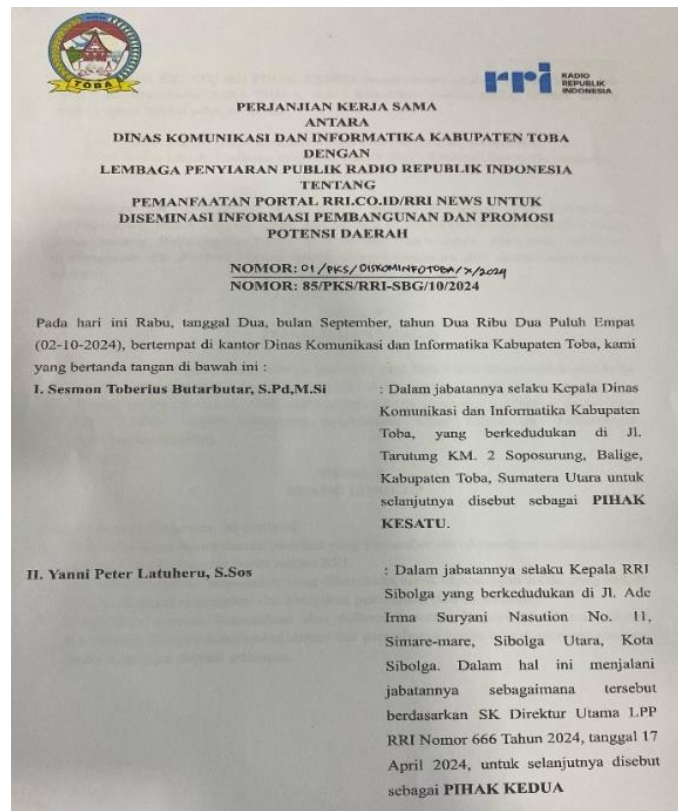 TOBA
rri RADIO
REPUBLIK
INDONESIA
PERJANJIAN KERJA SAMA
ANTARA
DINAS KOMUNIKASI DAN INFORMATIKA KABUPATEN TOBA
DENGAN
LEMBAGA PENYIARAN PUBLIK RADIO REPUBLIK INDONESIA
TENTANG
PEMANFAATAN PORTAL RRI.CO.ID/RRI NEWS UNTUK
DISEMINASI INFORMASI PEMBANGUNAN DAN PROMOSI
POTENSI DAERAH
NOMOR: 01/PKS/DISKOMINFOTOBA/X/2024
NOMOR: 85/PKS/RRI-SBG/10/2024
Pada hari ini Rabu, tanggal Dua, bulan September, tahun Dua Ribu Dua Puluh Empat
(02-10-2024), bertempat di kantor Dinas Komunikasi dan Informatika Kabupaten Toba, kami
yang bertanda tangan di bawah ini :
I. Sesmon Toberius Butarbutar, S.Pd,M.Si
: Dalam jabatannya selaku Kepala Dinas
Komunikasi dan Informatika Kabupaten
Toba, yang berkedudukan di Jl.
Tarutung KM. 2 Soposurung, Balige,
Kabupaten Toba, Sumatera Utara untuk
selanjutnya disebut sebagai PIHAK
KESATU.
II. Yanni Peter Latuheru, S.Sos
: Dalam jabatannya selaku Kepala RRI
Sibolga yang berkedudukan di Jl. Ade
Irma Suryani Nasution No. 11,
Simare-mare, Sibolga Utara, Kota
Sibolga. Dalam hal ini menjalani
jabatannya sebagaimana tersebut
berdasarkan SK Direktur Utama LPP
RRI Nomor 666 Tahun 2024, tanggal 17
April 2024, untuk selanjutnya disebut
sebagai PIHAK KEDUA